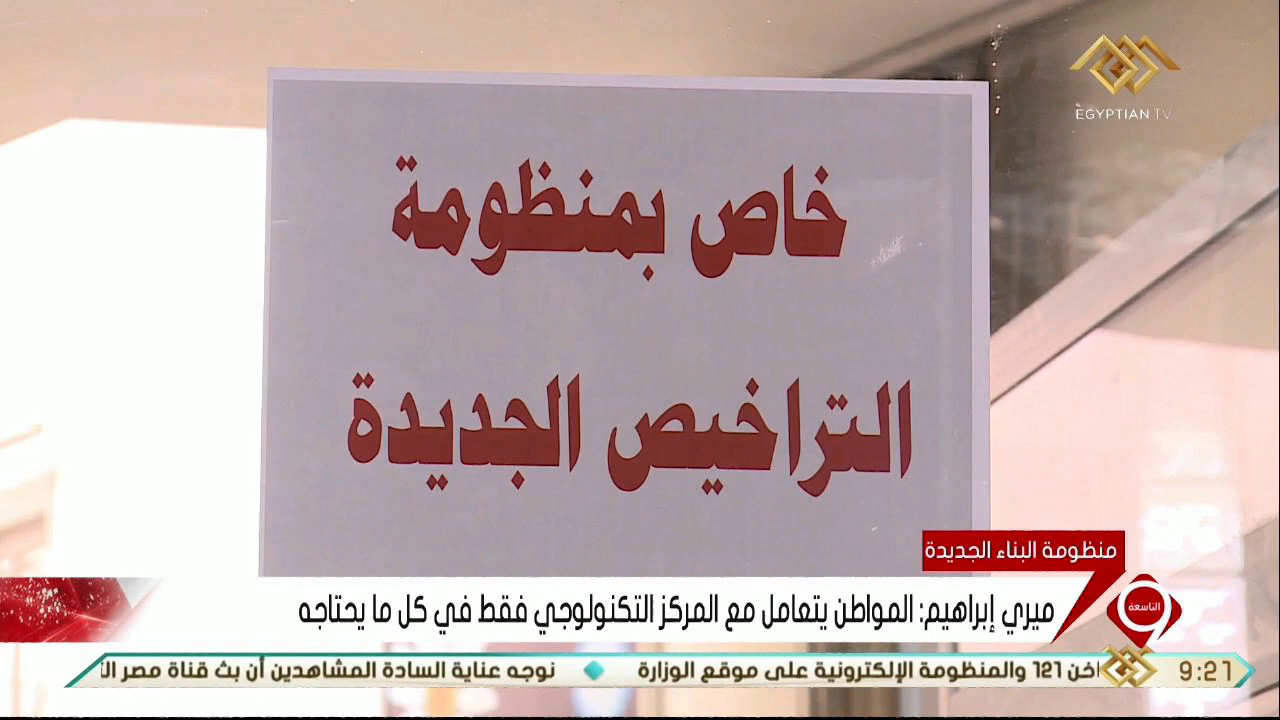 EGYPTIAN TV
خاص بمنظومة
التراخيص الجديدة
منظومة البناء الجديدة
ميري إبراهيم: المواطن يتعامل مع المركز التكنولوجي فقط في كل ما يحتاجه
التاسعة
9:21
121 والمنظومة الإلكترونية على موقع الوزارة
نوجه عناية السادة المشاهدين أن بث قناة مصر